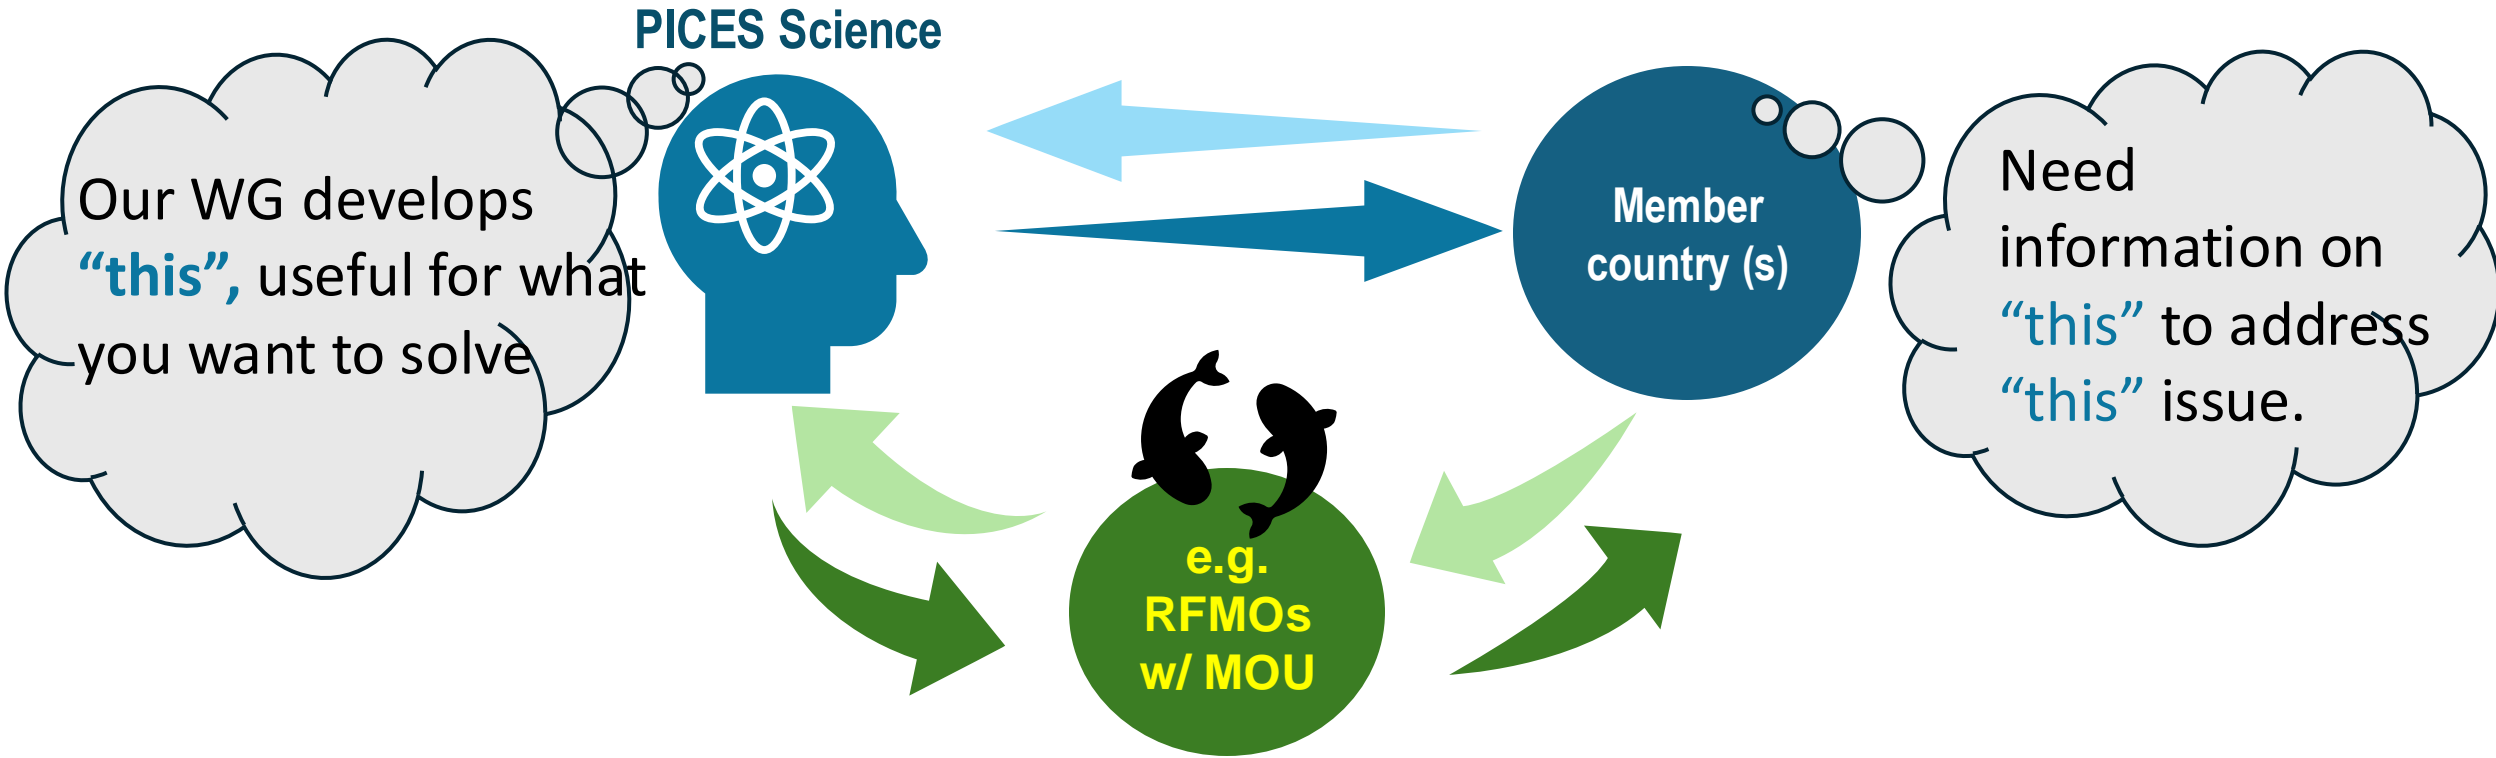 PICES Science
Our WG develops
“this”, useful for what
you want to solve
Member
country (s)
Need
information on
“this” to address
“this” issue.
e.g.
RFMOs
w/ MOU